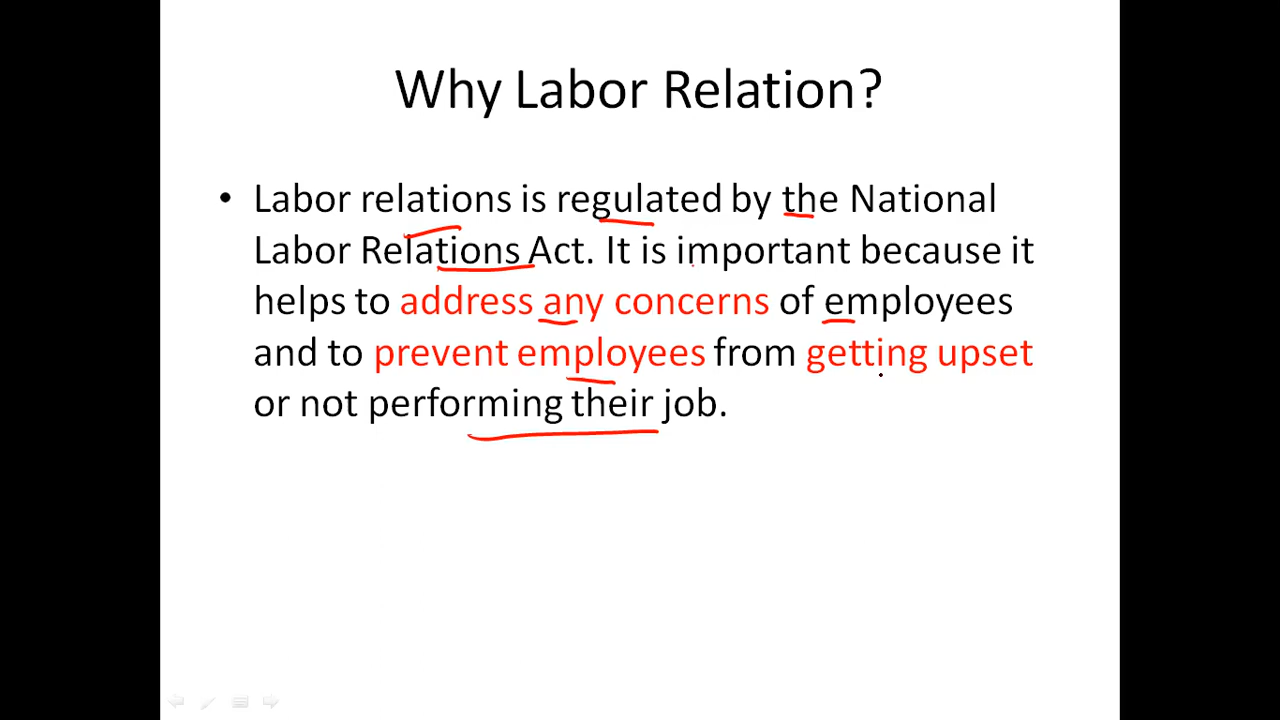 Why Labor Relation?
• Labor relations is regulated by the National
Labor Relations Act. It is important because it
helps to address any concerns of employees
and to prevent employees from getting upset
or not performing their job.